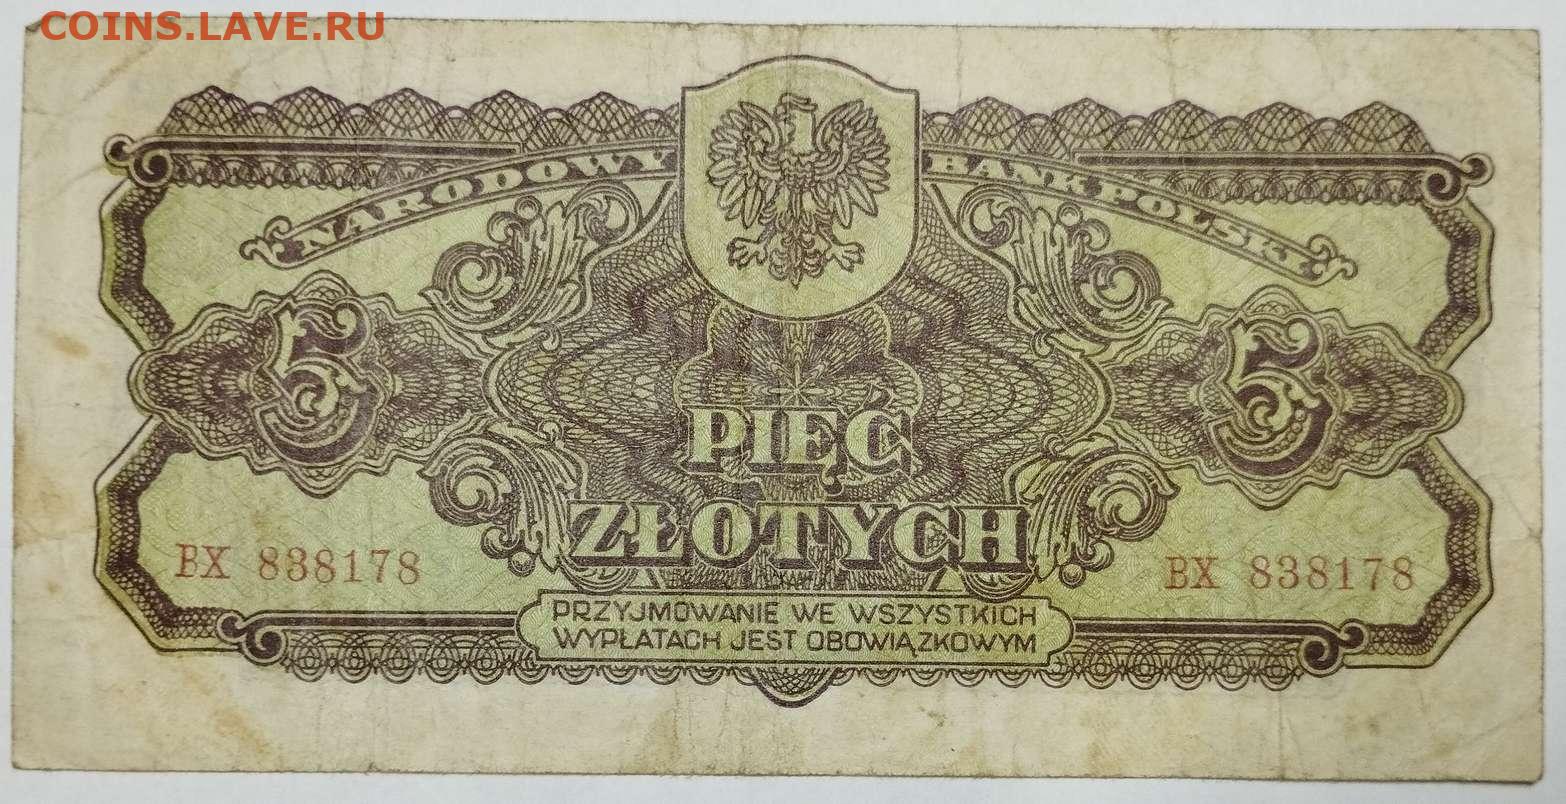 COINS.LAVE.RU
NARODOWY BANK POLSKI
5 5
PIĘĆ
ZŁOTYCH
BX 838178 BX 838178
PRZYJMOWANIE WE WSZYSTKICH
WYPŁATACH JEST OBOWIĄZKOWYM